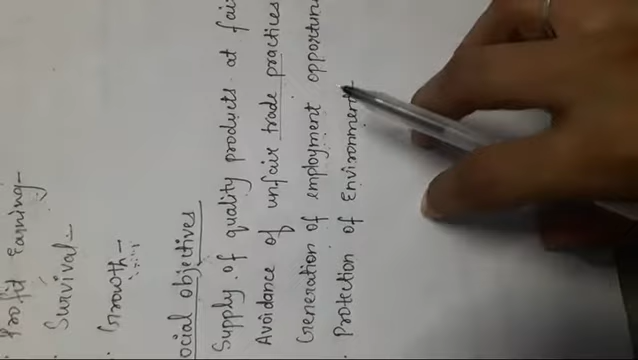 Profit Earning-
Survival-
Growth-
ocial objectives
Supply of quality products at fai
Avoidance of unfair trade practices
Generation of employment opportun
Protection of Environment